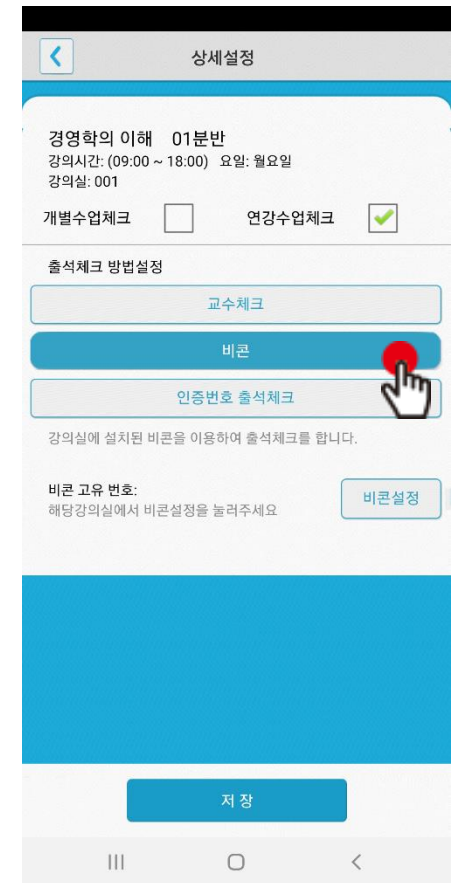 상세설정
경영학의 이해 01분반
강의시간: (09:00 ~ 18:00) 요일: 월요일
강의실: 001
개별수업체크 연강수업체크
출석체크 방법설정
교수체크
비콘
인증번호 출석체크
강의실에 설치된 비콘을 이용하여 출석체크를 합니다.
비콘 고유 번호:
해당강의실에서 비콘설정을 눌러주세요
비콘설정
저 장